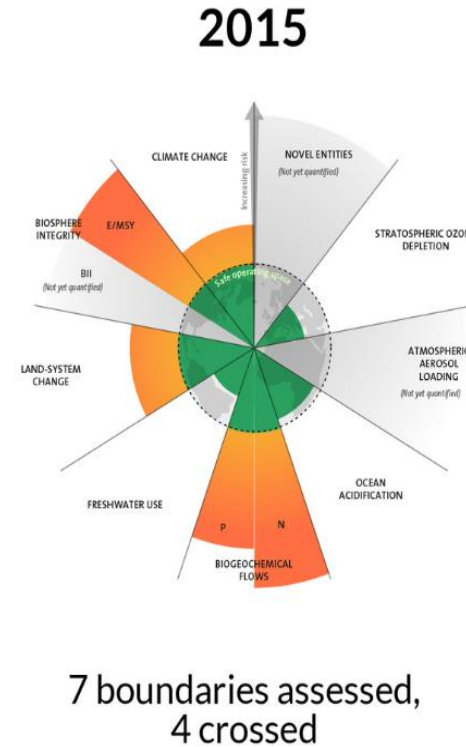 2015
CLIMATE CHANGE
Increasing risk
NOVEL ENTITIES
(Not yet quantified)
BIOSPHERE
INTEGRITY
E/MSY
STRATOSPHERIC OZO
DEPLETION
BII
(Not yet quantified)
Safe operating space
LAND-SYSTEM
CHANGE
ATMOSPHERIC
AEROSOL
LOADING
(Not yet quantified)
FRESHWATER USE
OCEAN
ACIDIFICATION
P
N
BIOGEOCHEMICAL
FLOWS
7 boundaries assessed,
4 crossed